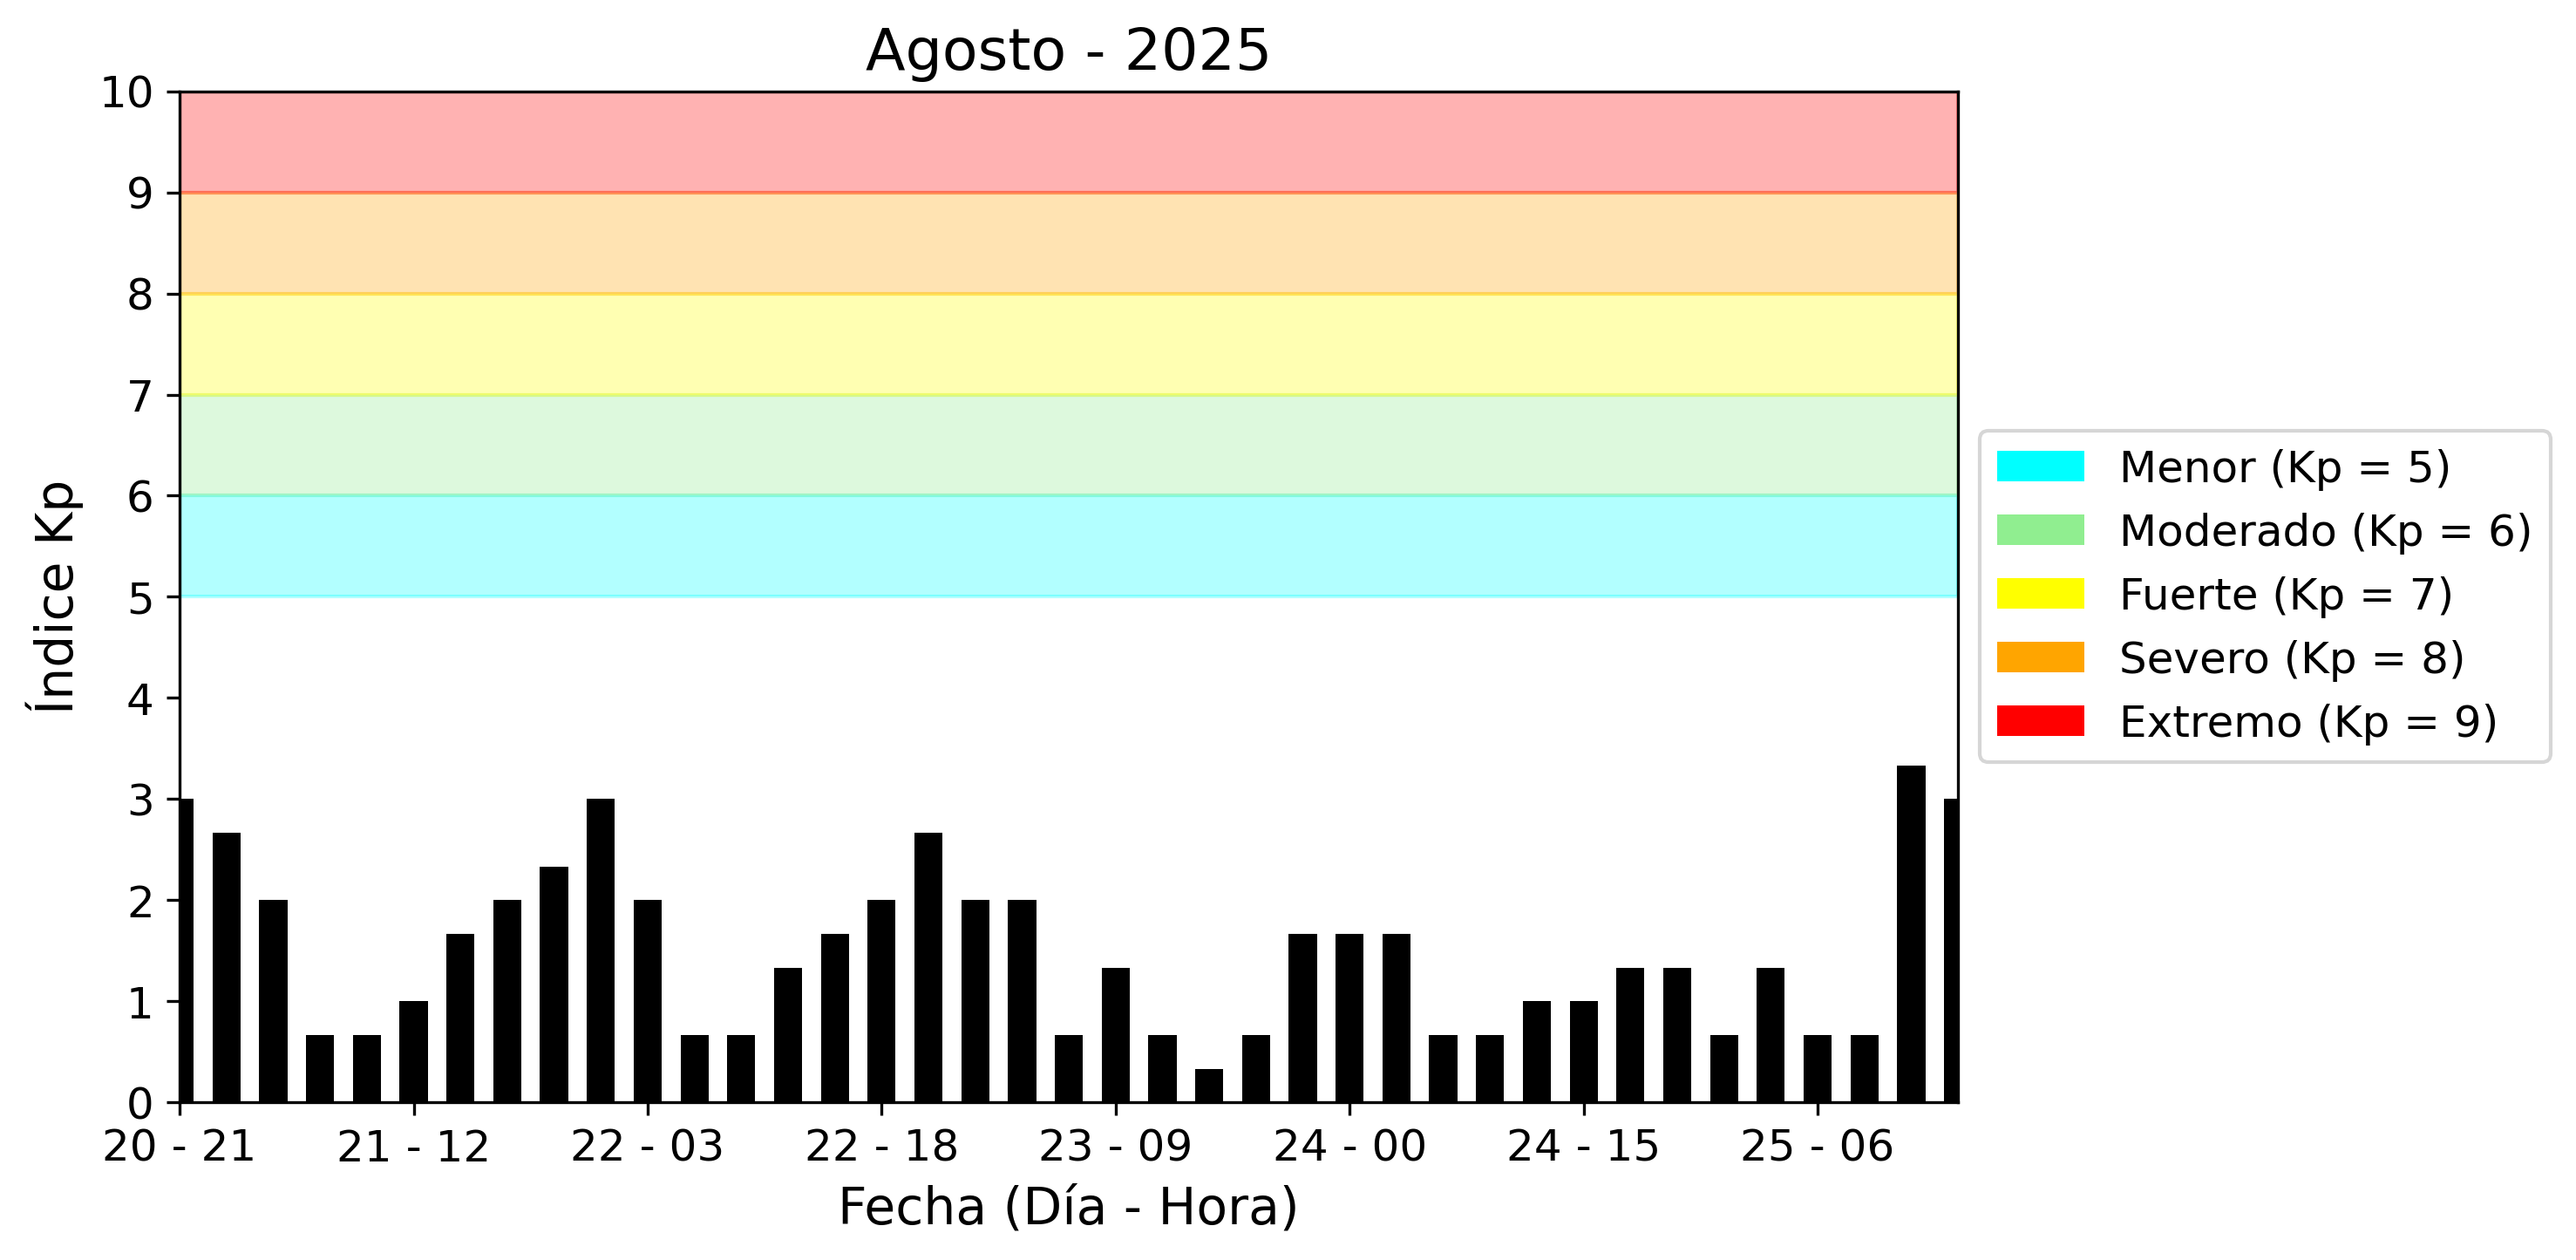 Agosto - 2025
10
9
8
7
6
5
4
3
2
1
0
Índice Kp
20 - 21
21 - 12
22 - 03
22 - 18
23 - 09
24 - 00
24 - 15
25 - 06
Fecha (Día - Hora)
Menor (Kp = 5)
Moderado (Kp = 6)
Fuerte (Kp = 7)
Severo (Kp = 8)
Extremo (Kp = 9)